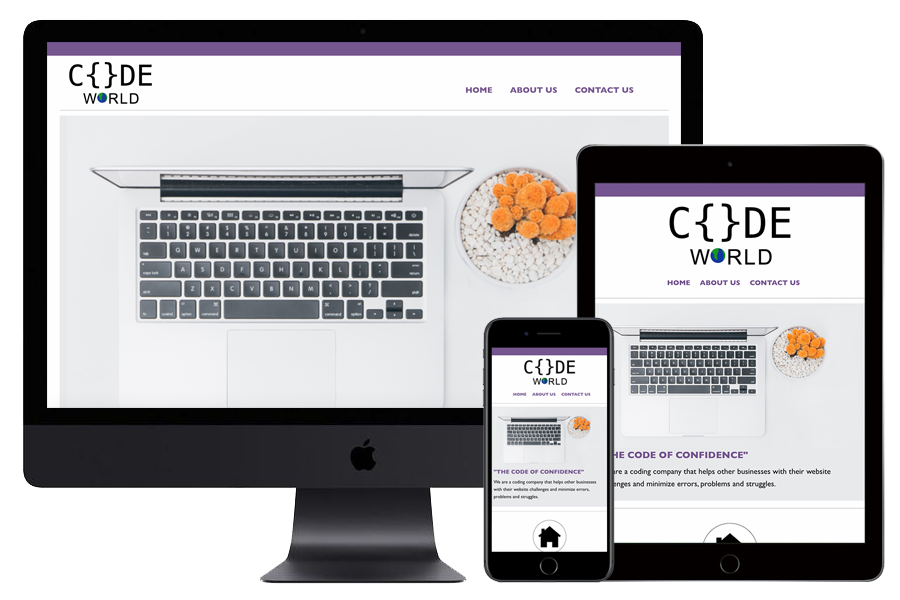 C{}DE
WORLD
HOME ABOUT US CONTACT US
C{}DE
WORLD
HOME ABOUT US CONTACT US
HE CODE OF CONFIDENCE"
are a coding company that helps other businesses with their website
enges and minimize errors, problems and struggles.
C{}DE
WORLD
HOME ABOUT US CONTACT US
"THE CODE OF CONFIDENCE"
We are a coding company that helps other businesses
with their website challenges and minimize errors,
problems and struggles.
Q W E R T Y U I O P
A S D F G H J K L
Z X C V B N M